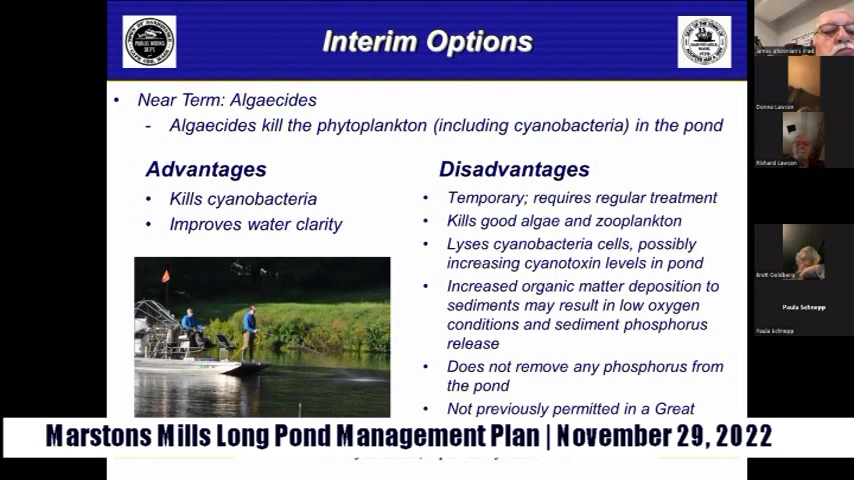 Interim Options
PUBLIC WORKS
DEPT.
• Near Term: Algaecides
- Algaecides kill the phytoplankton (including cyanobacteria) in the pond
Advantages
• Kills cyanobacteria
• Improves water clarity
Disadvantages
• Temporary; requires regular treatment
• Kills good algae and zooplankton
• Lyses cyanobacteria cells, possibly
increasing cyanotoxin levels in pond
• Increased organic matter deposition to
sediments may result in low oxygen
conditions and sediment phosphorus
release
• Does not remove any phosphorus from
the pond
• Not previously permitted in a Great
Marstons Mills Long Pond Management Plan | November 29, 2022
Donna Lawson
Richard Lawson
Brett Goldberg
Paula Schnepp
Paula Schnepp